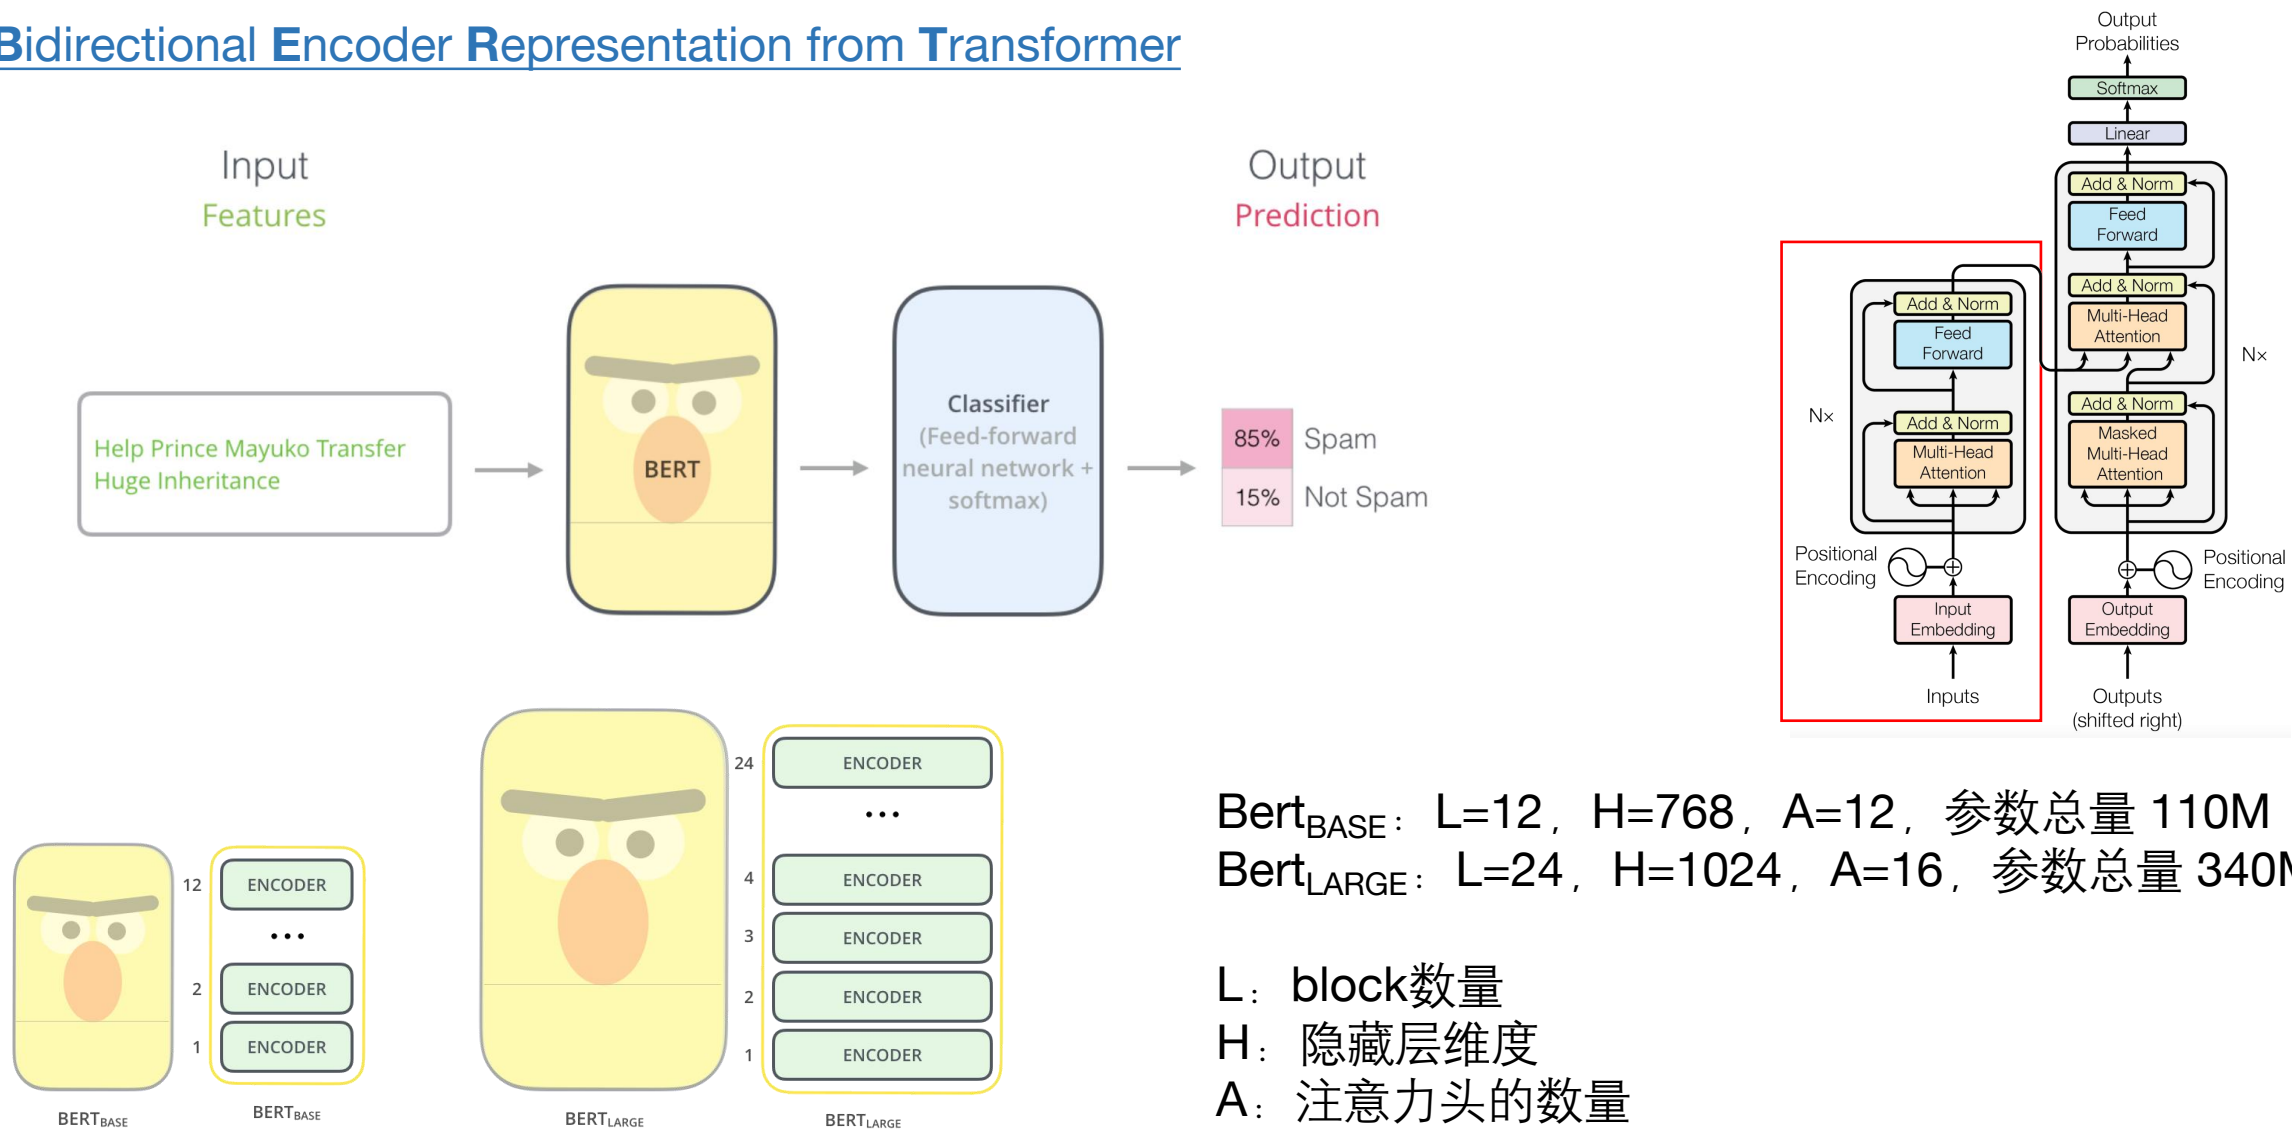 Bidirectional Encoder Representation from Transformer
Input
Features
Output
Prediction
Help Prince Mayuko Transfer
Huge Inheritance
BERT
Classifier
(Feed-forward
neural network +
softmax)
85% Spam
15% Not Spam
Output
Probabilities
Softmax
Linear
Add & Norm
Feed
Forward
Add & Norm
Multi-Head
Attention
N×
Add & Norm
Masked
Multi-Head
Attention
Positional
Encoding
Output
Embedding
Outputs
(shifted right)
Add & Norm
Feed
Forward
N×
Add & Norm
Multi-Head
Attention
Positional
Encoding
Input
Embedding
Inputs
12 ENCODER
...
2 ENCODER
1 ENCODER
BERTBASE
BERTBASE
24 ENCODER
...
4 ENCODER
3 ENCODER
2 ENCODER
1 ENCODER
BERTLARGE
BERTLARGE
BertBASE：L=12，H=768，A=12，参数总量 110M
BertLARGE：L=24，H=1024，A=16，参数总量 340M
L：block数量
H：隐藏层维度
A：注意力头的数量